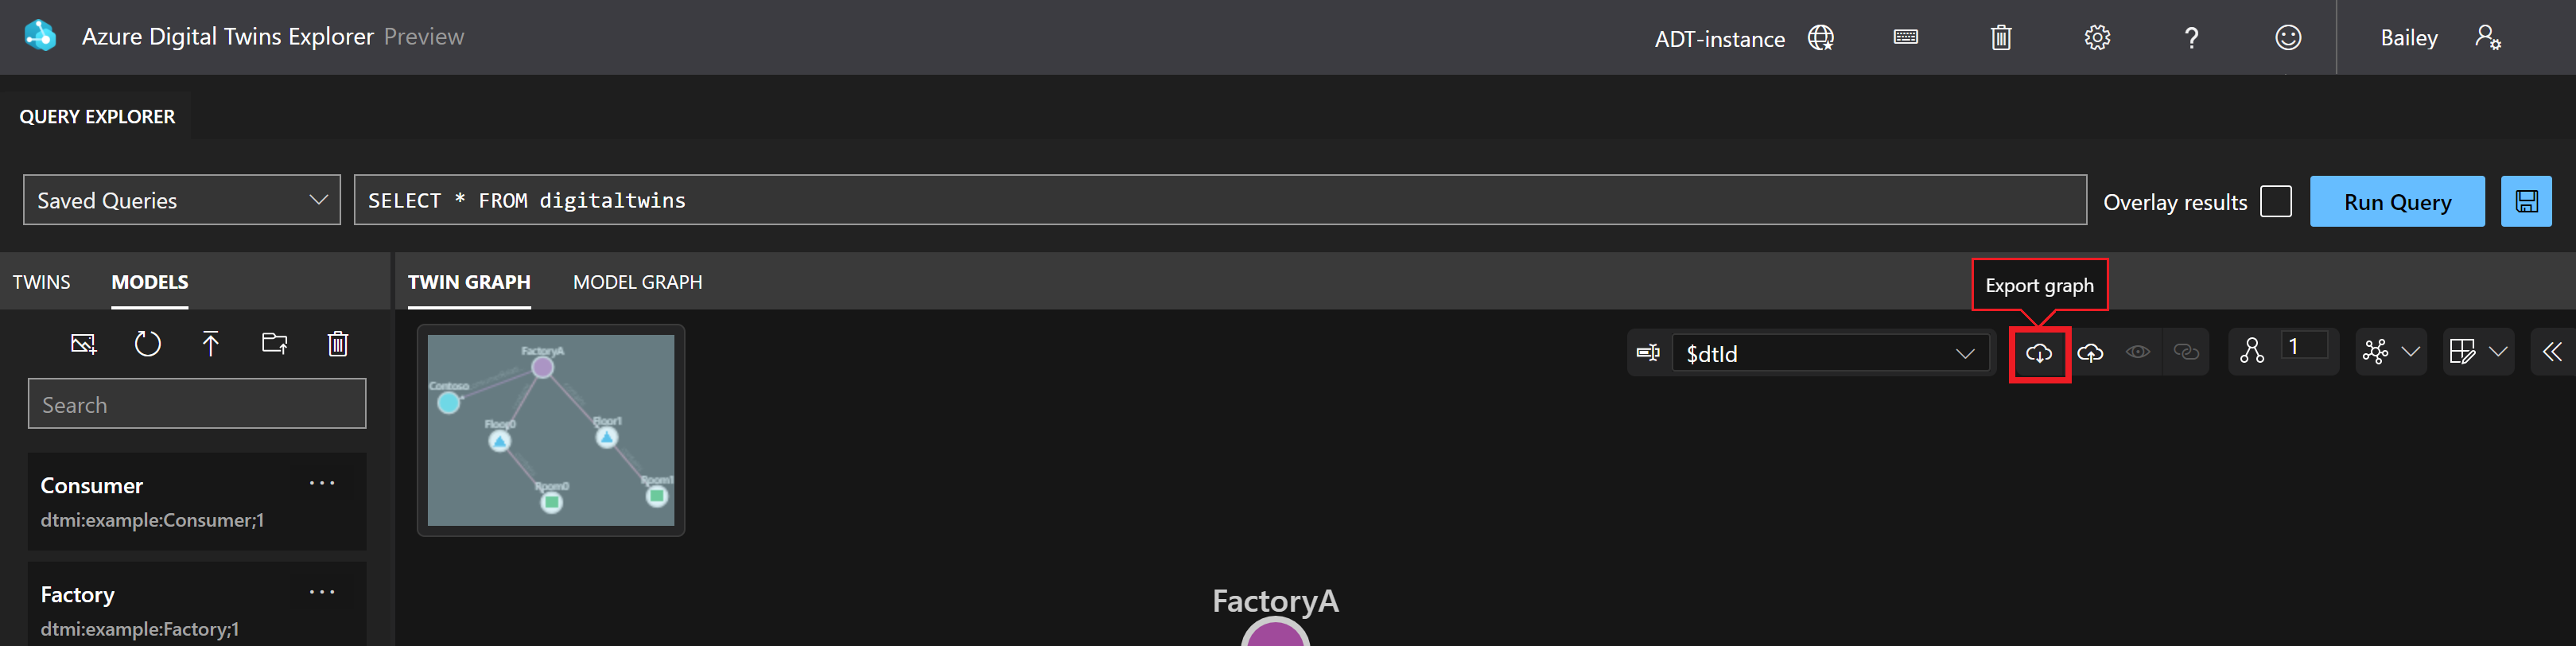 Azure Digital Twins Explorer Preview
ADT-instance
Bailey
QUERY EXPLORER
Saved Queries
SELECT * FROM digitaltwins
Overlay results
Run Query
TWINS
MODELS
TWIN GRAPH
MODEL GRAPH
Export graph
$dtId
1
Search
FactoryA
Contoso
Floor0
Floor1
Room0
Room1
Consumer
dtmi:example:Consumer;1
Factory
dtmi:example:Factory;1
FactoryA